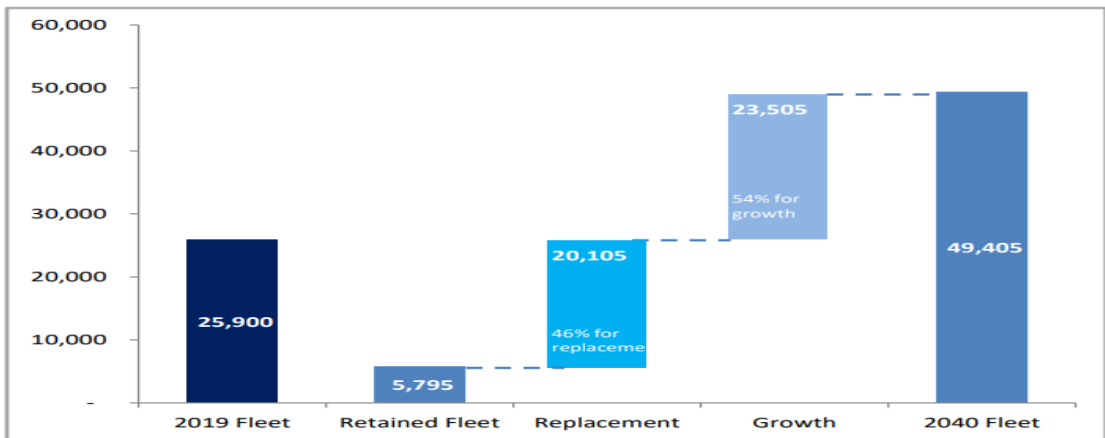 60,000
50,000
40,000
30,000
20,000
10,000
-
25,900
5,795
20,105
46% for
replaceme
23,505
54% for
growth
49,405
2019 Fleet
Retained Fleet
Replacement
Growth
2040 Fleet